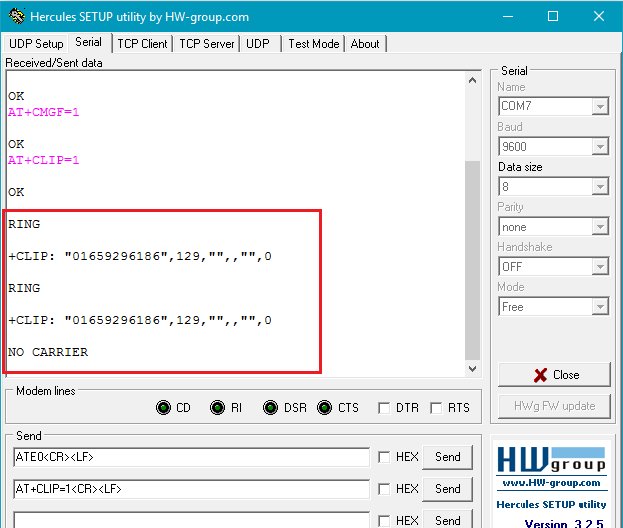 Hercules SETUP utility by HW-group.com
UDP Setup Serial TCP Client TCP Server UDP Test Mode About
Received/Sent data
OK
AT+CMGF=1
OK
AT+CLIP=1
OK
RING
+CLIP: "01659296186",129,"",,"",0
RING
+CLIP: "01659296186",129,"",,"",0
NO CARRIER
Serial
Name
COM7
Baud
9600
Data size
8
Parity
none
Handshake
OFF
Mode
Free
Close
HWg FW update
Modem lines
CD RI DSR CTS DTR RTS
Send
ATE0<CR><LF> HEX Send
AT+CLIP=1<CR><LF> HEX Send
HEX Send
HW group
www.HW-group.com
Hercules SETUP utility
Version 3.2.5